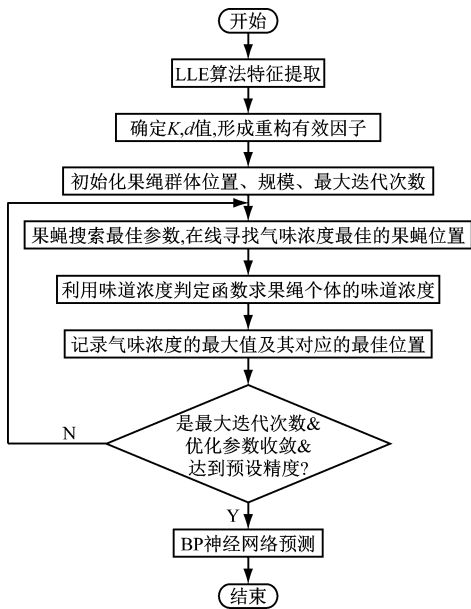 开始
LLE算法特征提取
确定K,d值,形成重构有效因子
初始化果绳群体位置、规模、最大迭代次数
果蝇搜索最佳参数,在线寻找气味浓度最佳的果蝇位置
利用味道浓度判定函数求果绳个体的味道浓度
记录气味浓度的最大值及其对应的最佳位置
是最大迭代次数&
优化参数收敛&
达到预设精度?
N
Y
BP神经网络预测
结束